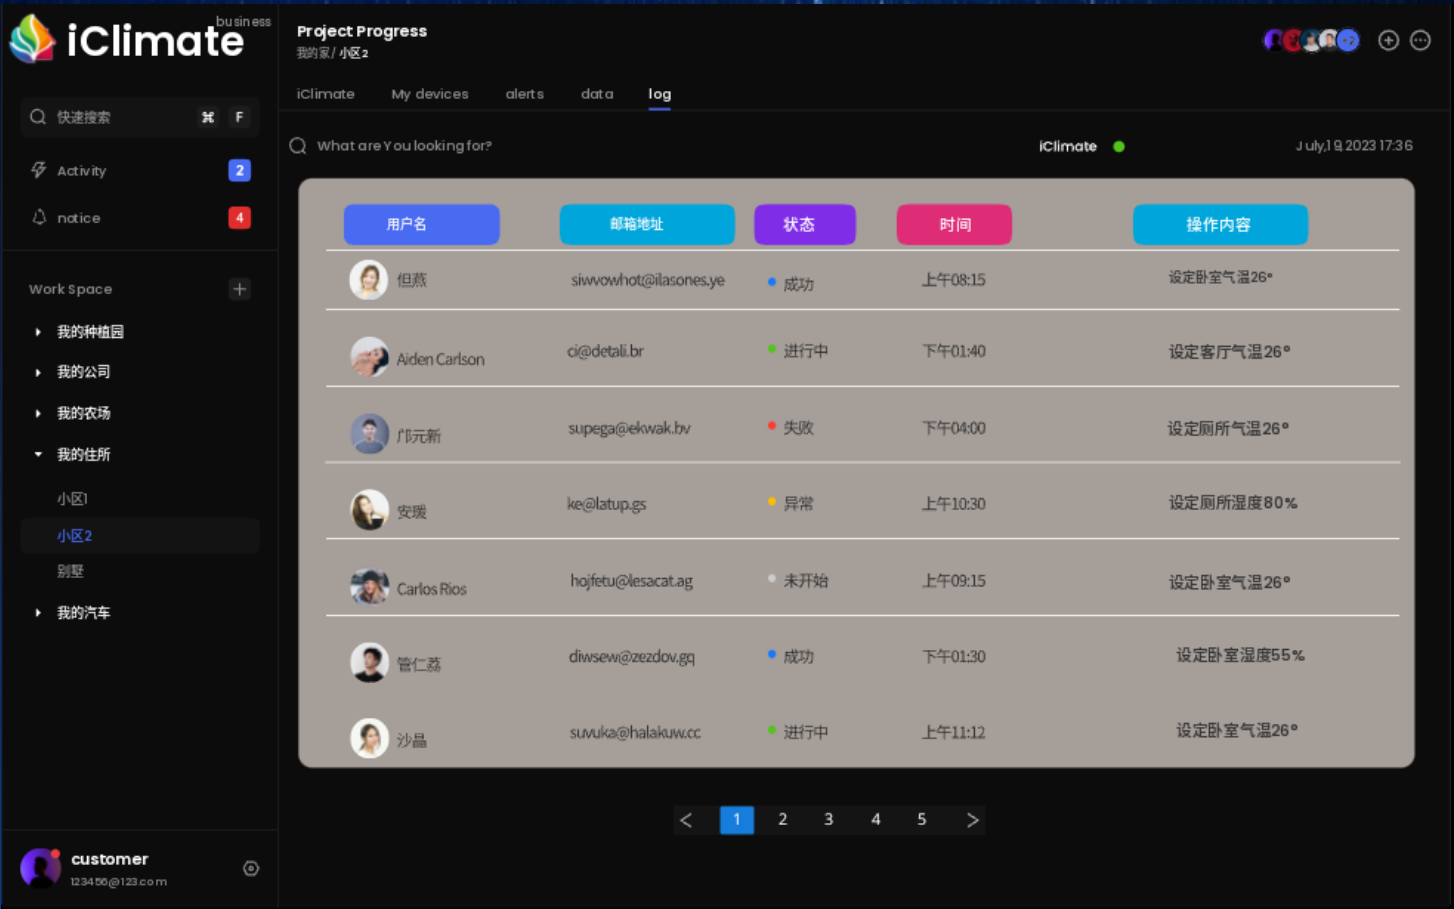 iClimate business
快速搜索 ⌘ F
Activity 2
notice 4
Work Space +
我的种植园
我的公司
我的农场
我的住所
小区1
小区2
别墅
我的汽车
customer
123456@123.com
Project Progress
我的家/ 小区2
+2
iClimate My devices alerts data log
What are You looking for? iClimate July,19, 2023 17:36
用户名 邮箱地址 状态 时间 操作内容
但燕 siwvowhot@ilasones.ye 成功 上午08:15 设定卧室气温26°
Aiden Carlson ci@detali.br 进行中 下午01:40 设定客厅气温26°
邝元新 supega@ekwak.bv 失败 下午04:00 设定厕所气温26°
安瑗 ke@latup.gs 异常 上午10:30 设定厕所湿度80%
Carlos Rios hojfetu@lesacat.ag 未开始 上午09:15 设定卧室气温26°
管仁荔 diwsew@zezdov.gq 成功 下午01:30 设定卧室湿度55%
沙晶 suvuka@halakuw.cc 进行中 上午11:12 设定卧室气温26°
< 1 2 3 4 5 >